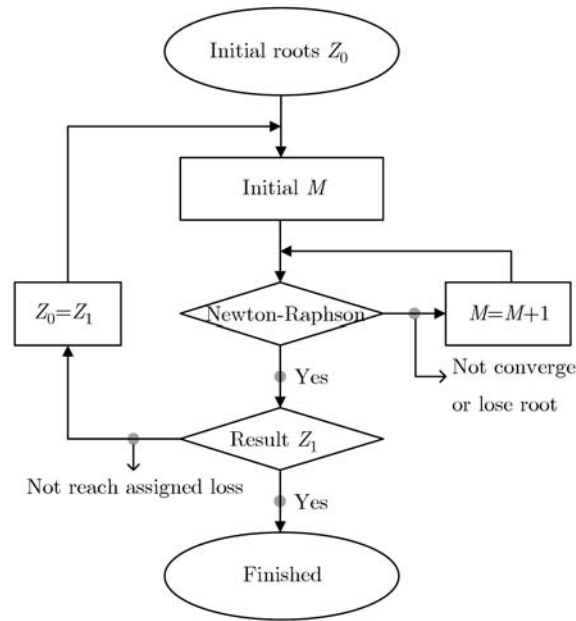 Initial roots Z₀
Initial M
Z₀=Z₁
Newton-Raphson
M=M+1
Not converge
or lose root
Yes
Result Z₁
Not reach assigned loss
Yes
Finished